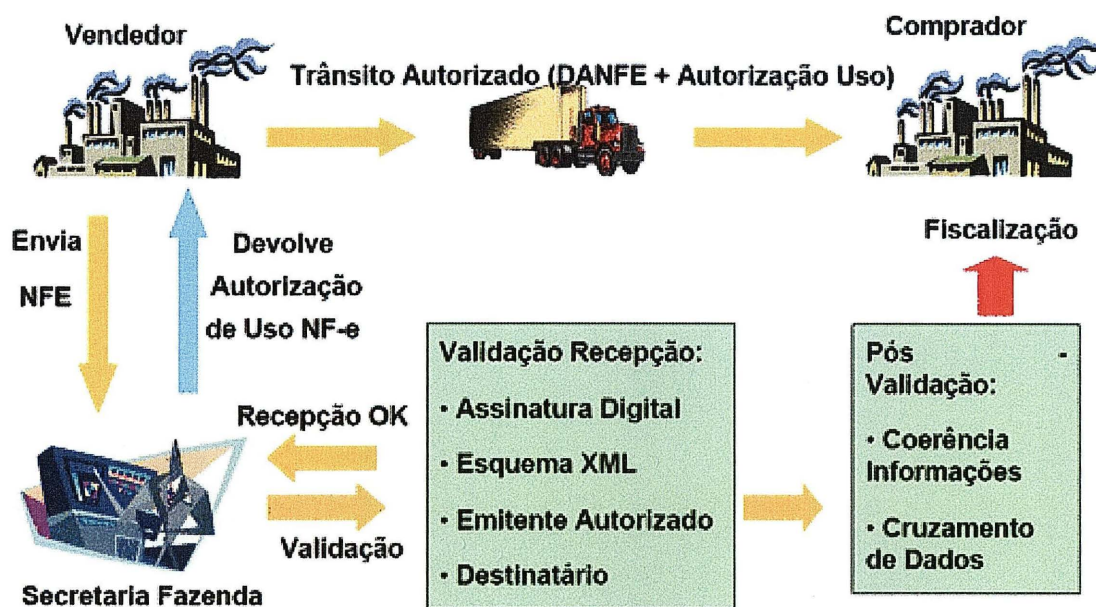 Vendedor
Comprador
Trânsito Autorizado (DANFE + Autorização Uso)
Envia
NFE
Devolve
Autorização
de Uso NF-e
Fiscalização
Recepção OK
Validação
Secretaria Fazenda
Validação Recepção:
• Assinatura Digital
• Esquema XML
• Emitente Autorizado
• Destinatário
Pós -
Validação:
• Coerência
Informações
• Cruzamento
de Dados